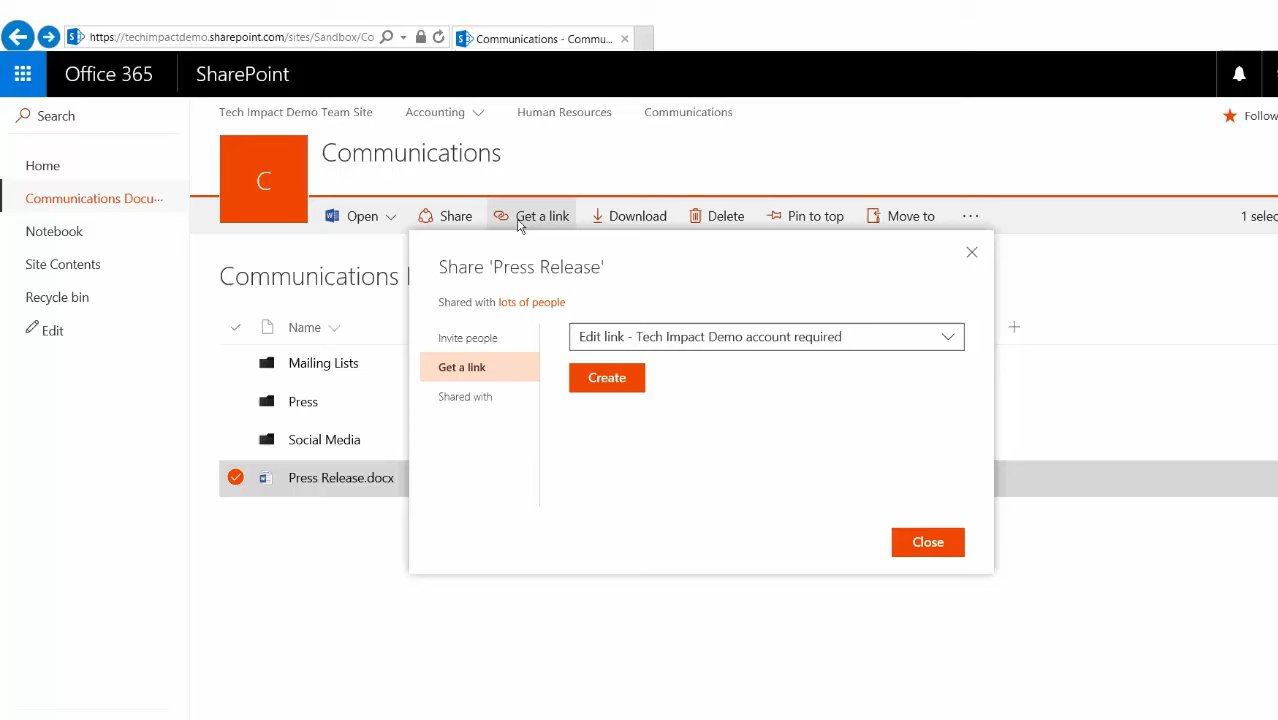 https://techimpactdemo.sharepoint.com/sites/Sandbox/Co
Communications - Commu...
Office 365
SharePoint
Search
Tech Impact Demo Team Site
Accounting
Human Resources
Communications
Follow
Home
Communications Docu...
Notebook
Site Contents
Recycle bin
Edit
C
Communications
Open
Share
Get a link
Download
Delete
Pin to top
Move to
...
1 selec
Communications
Name
Mailing Lists
Press
Social Media
Press Release.docx
Share 'Press Release'
Shared with lots of people
Invite people
Get a link
Shared with
Edit link - Tech Impact Demo account required
Create
Close